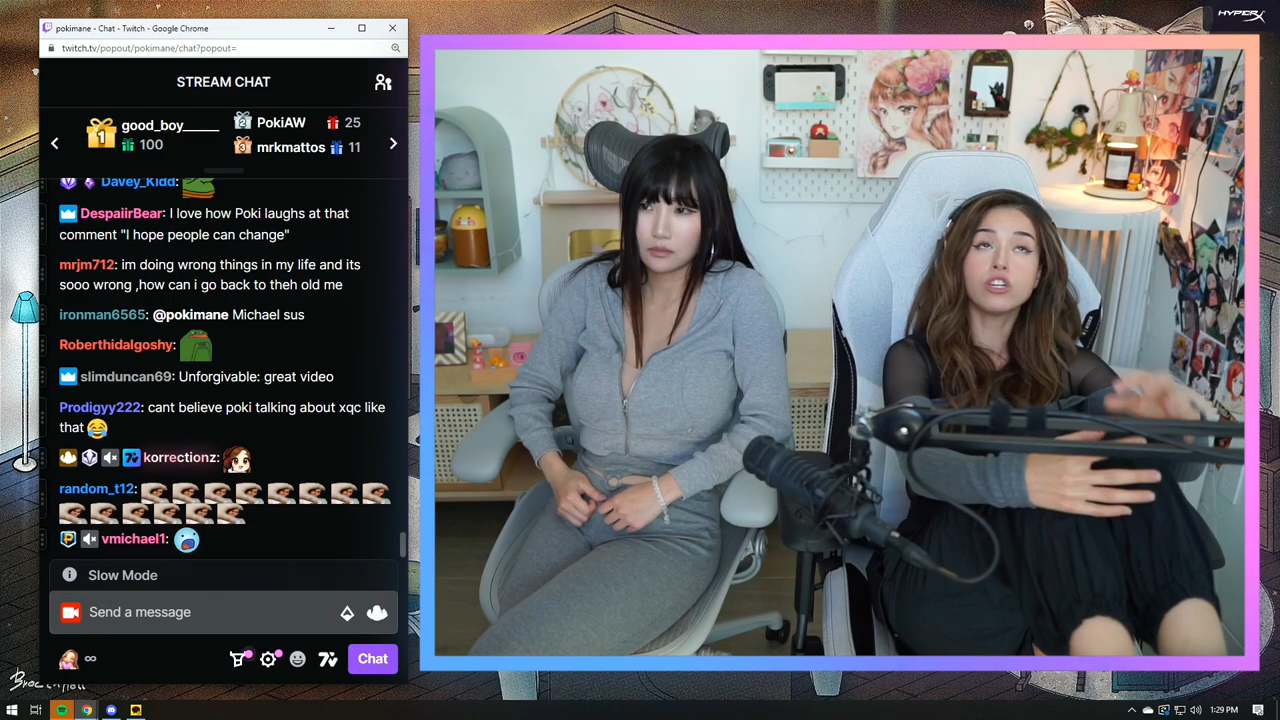 pokimane - Chat - Twitch - Google Chrome
twitch.tv/popout/pokimane/chat?popout=
STREAM CHAT
1 good_boy_____ 100
2 PokiAW 25
3 mrkmattos 11
Davey_Kidd:
DespaiirBear: I love how Poki laughs at that
comment "I hope people can change"
mrjm712: im doing wrong things in my life and its
sooo wrong ,how can i go back to theh old me
ironman6565: @pokimane Michael sus
Roberthidalgoshy:
slimduncan69: Unforgivable: great video
Prodigyy222: cant believe poki talking about xqc like
that 😂
korrectionz:
random_t12:
vmichael1:
Slow Mode
Send a message
∞
Chat
HYPERX
1:29 PM